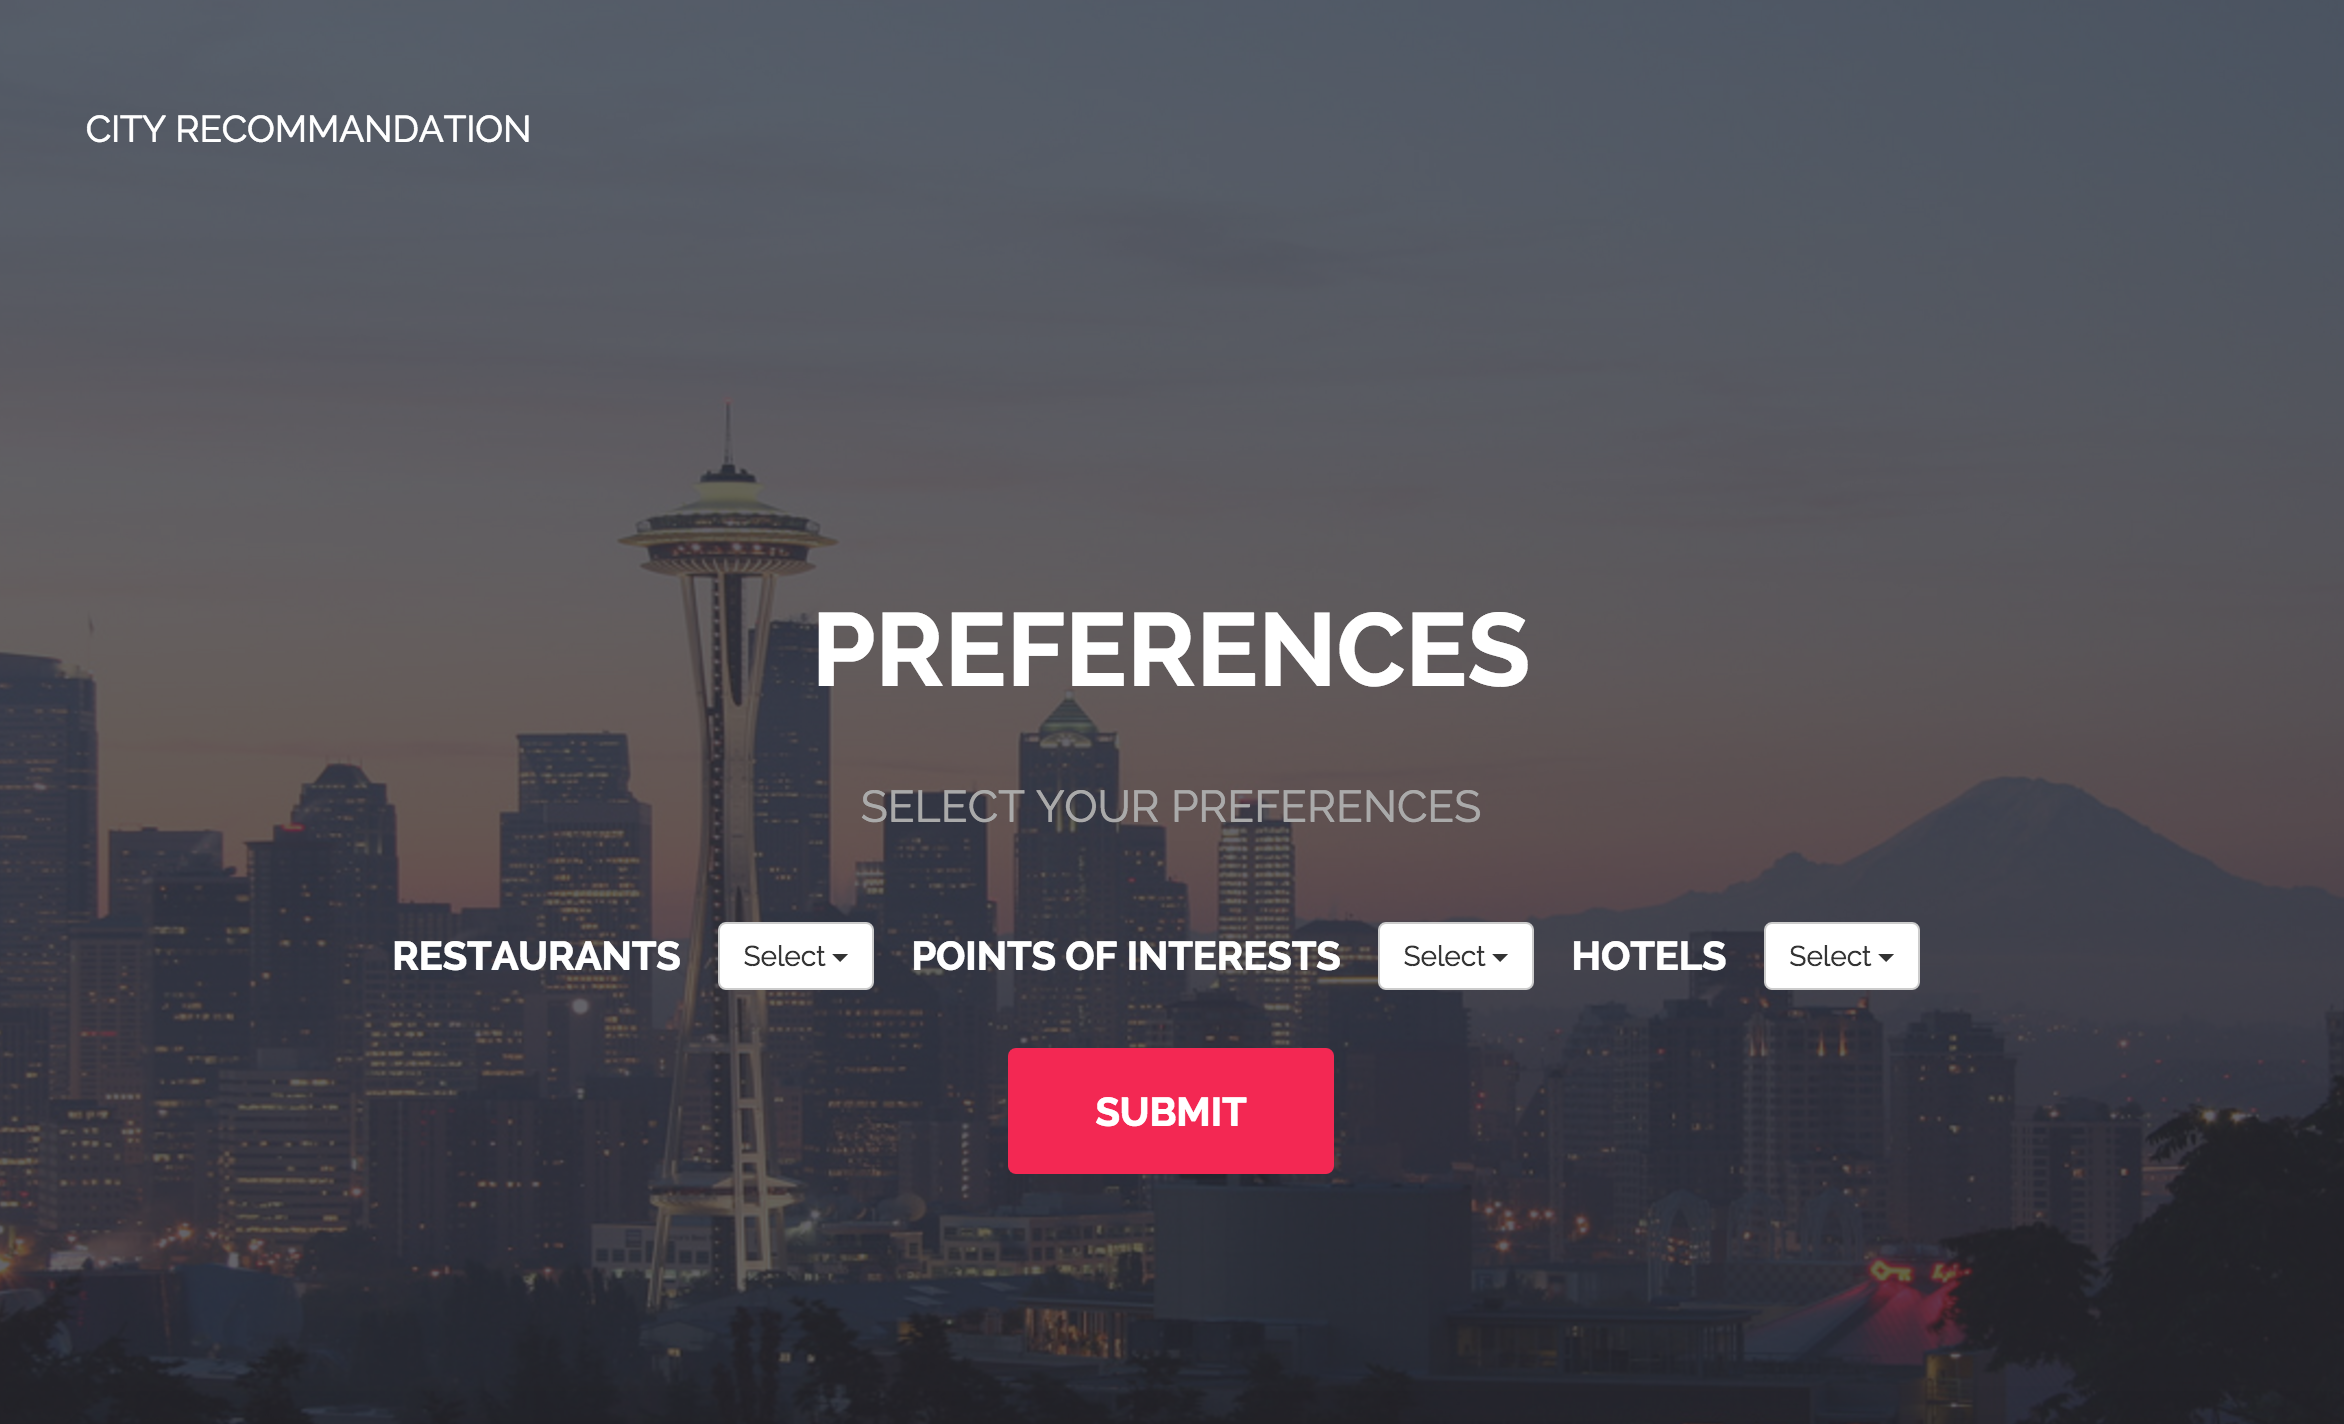 CITY RECOMMANDATION
PREFERENCES
SELECT YOUR PREFERENCES
RESTAURANTS Select POINTS OF INTERESTS Select HOTELS Select
SUBMIT